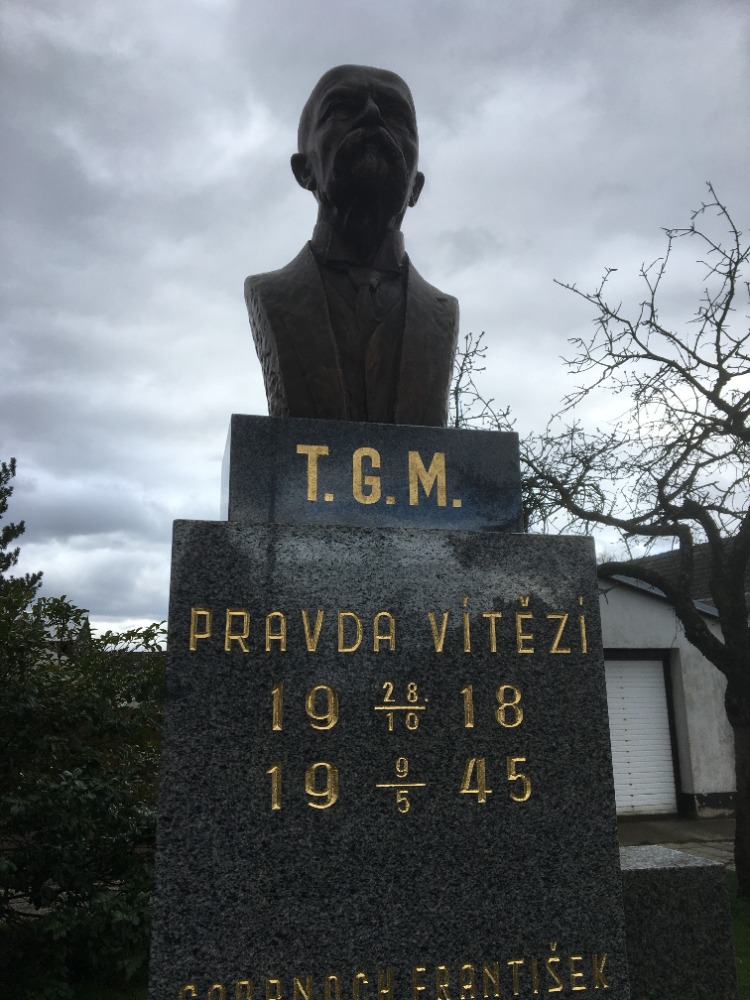 T.G.M.
PRAVDA VÍTĚZÍ
19 28./10 18
19 9/5 45
FRANTIŠEK